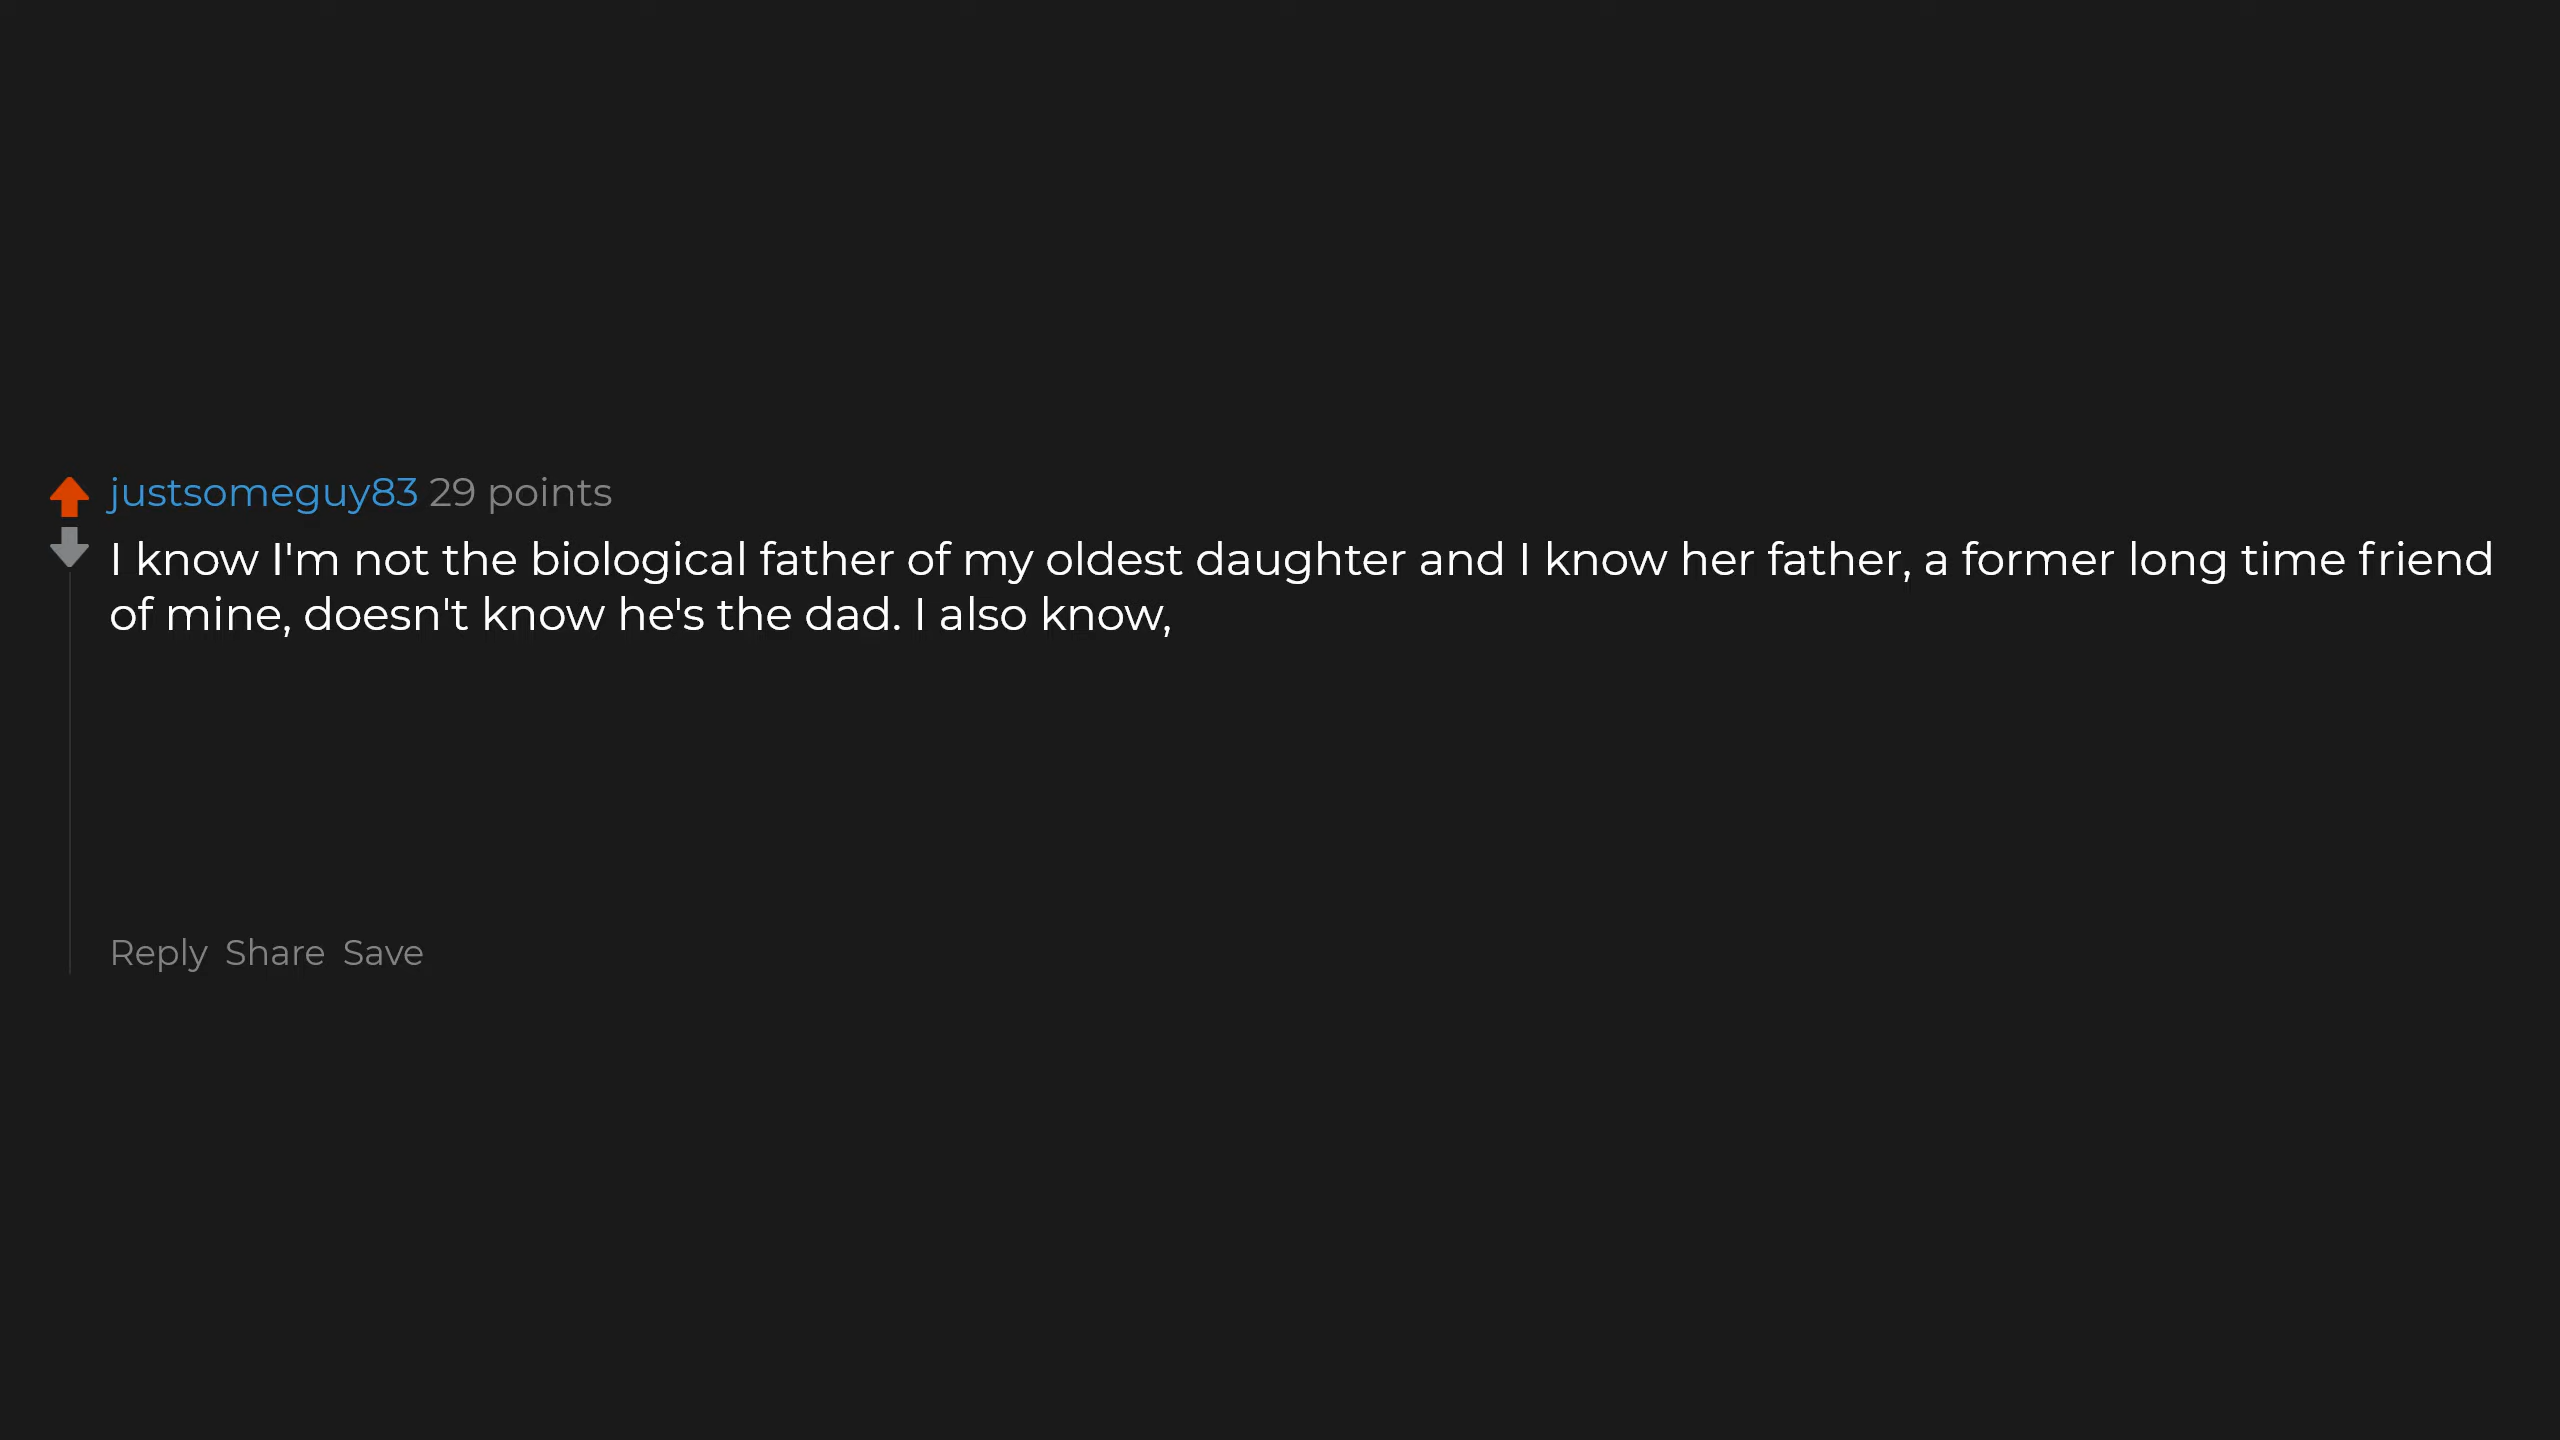 justsomeguy83 29 points
I know I'm not the biological father of my oldest daughter and I know her father, a former long time friend
of mine, doesn't know he's the dad. I also know,
Reply Share Save